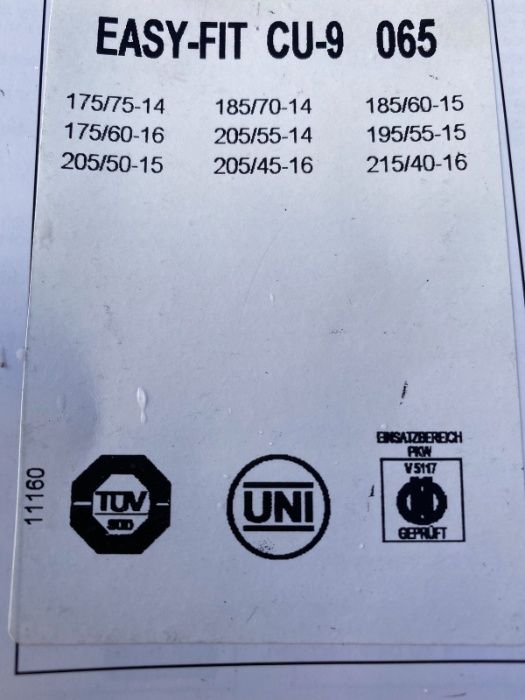 EASY-FIT CU-9 065
175/75-14 185/70-14 185/60-15
175/60-16 205/55-14 195/55-15
205/50-15 205/45-16 215/40-16
EINSATZBEREICH
PKW
V5117
GEPRÜFT
TÜV
SÜD
UNI
11160